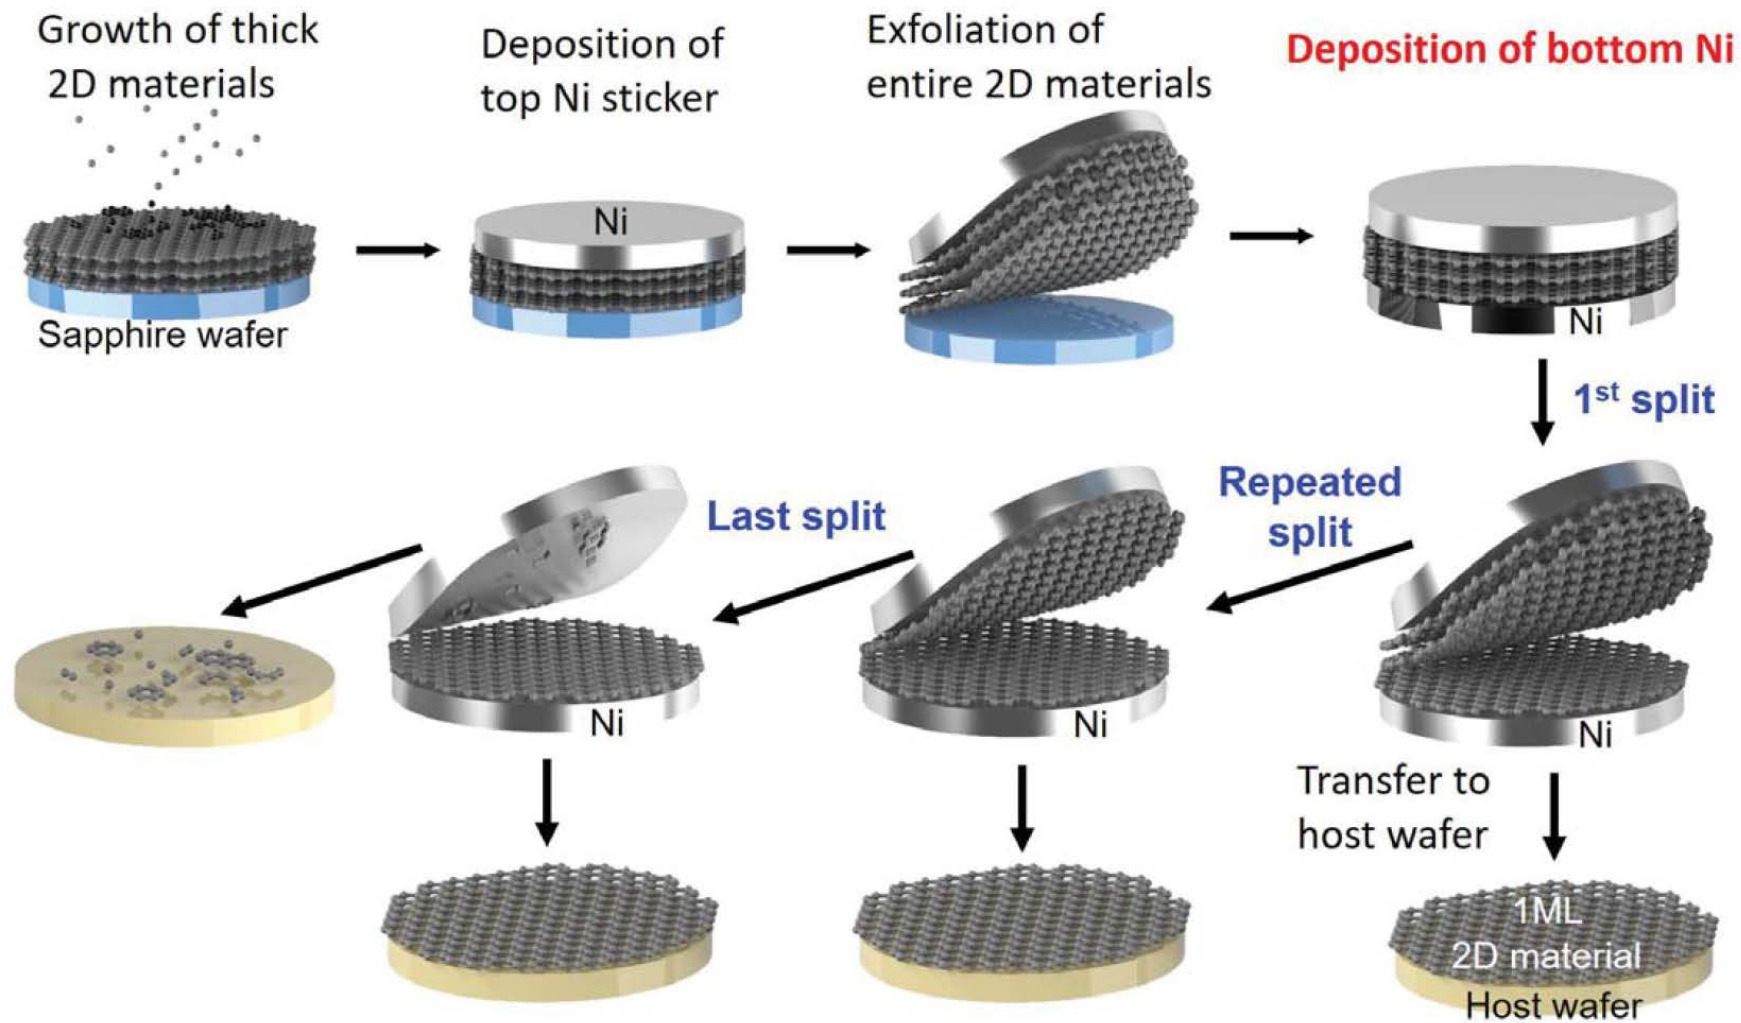 Growth of thick
2D materials
Deposition of
top Ni sticker
Exfoliation of
entire 2D materials
Deposition of bottom Ni
Ni
Sapphire wafer
Ni
1st split
Repeated
split
Last split
Ni
Ni
Ni
Transfer to
host wafer
1ML
2D material
Host wafer